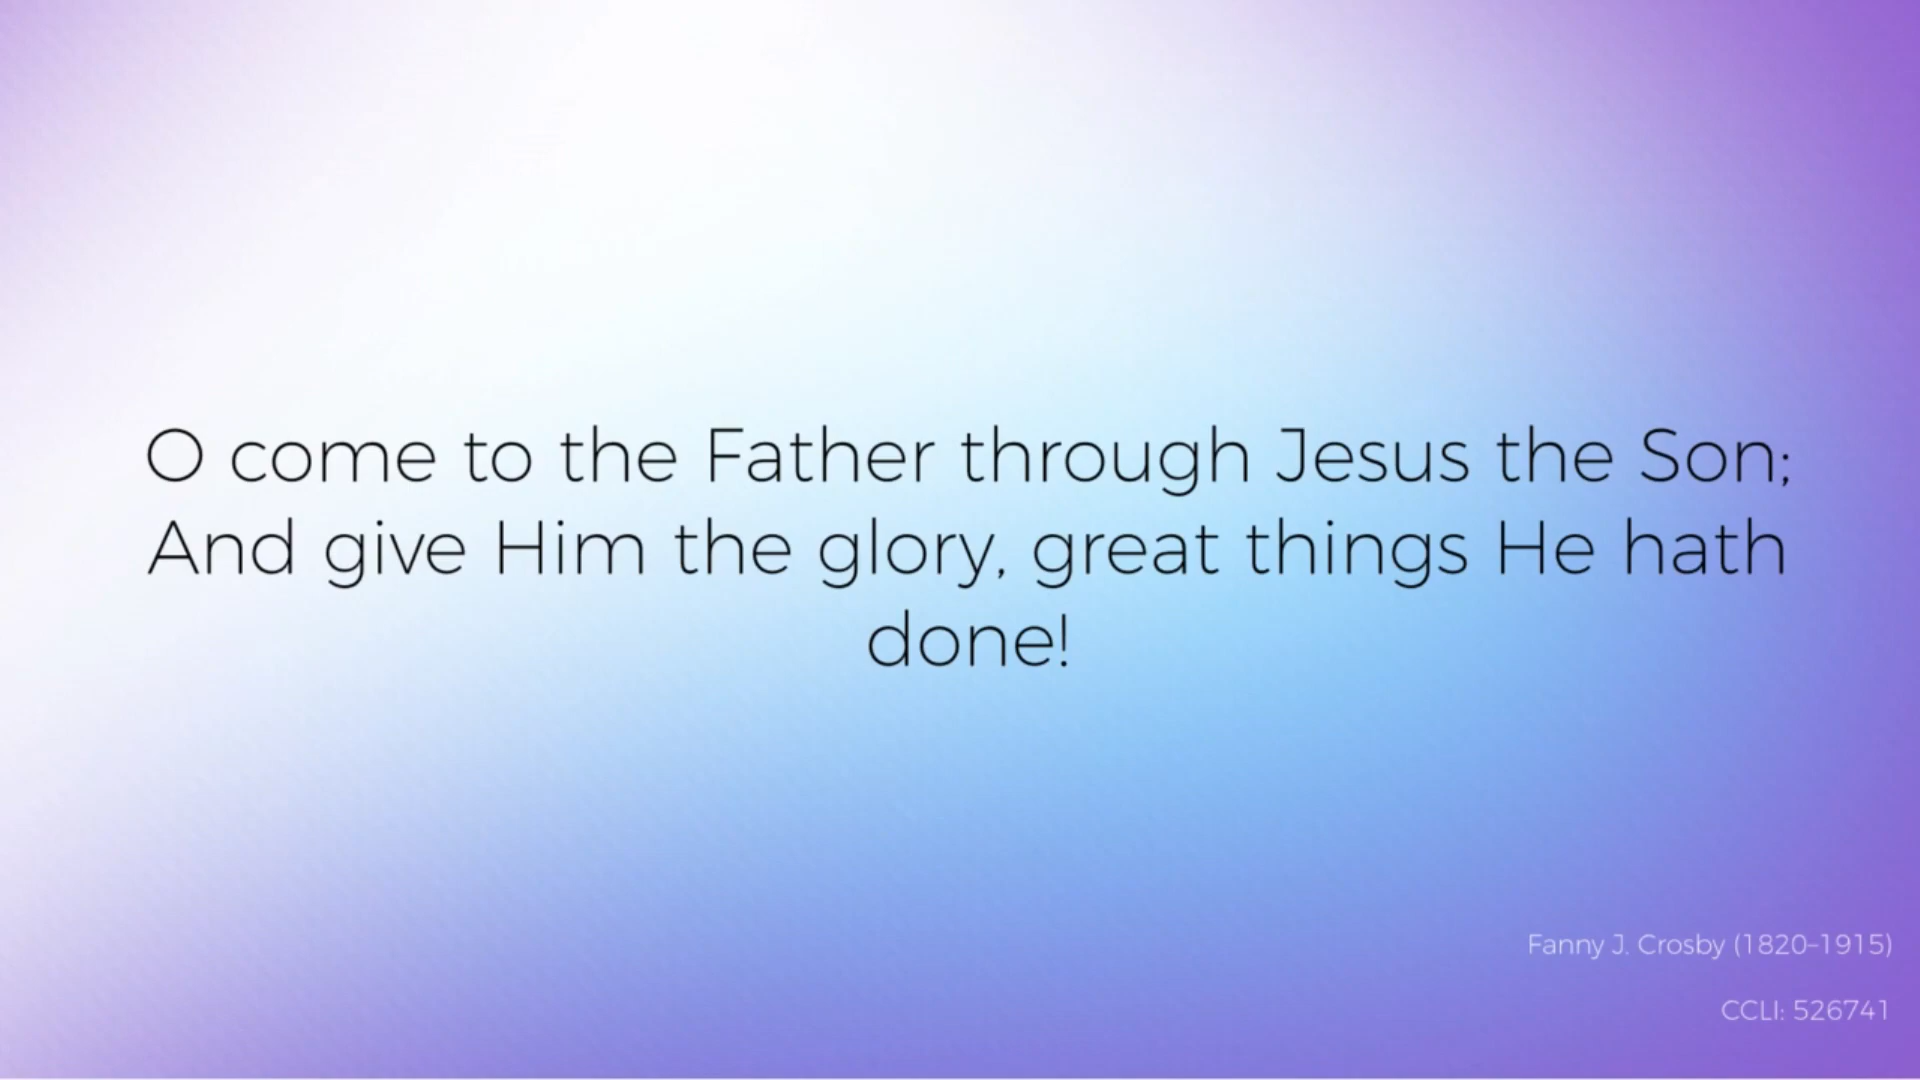 O come to the Father through Jesus the Son;
And give Him the glory, great things He hath
done!
Fanny J. Crosby (1820–1915)
CCLI: 526741